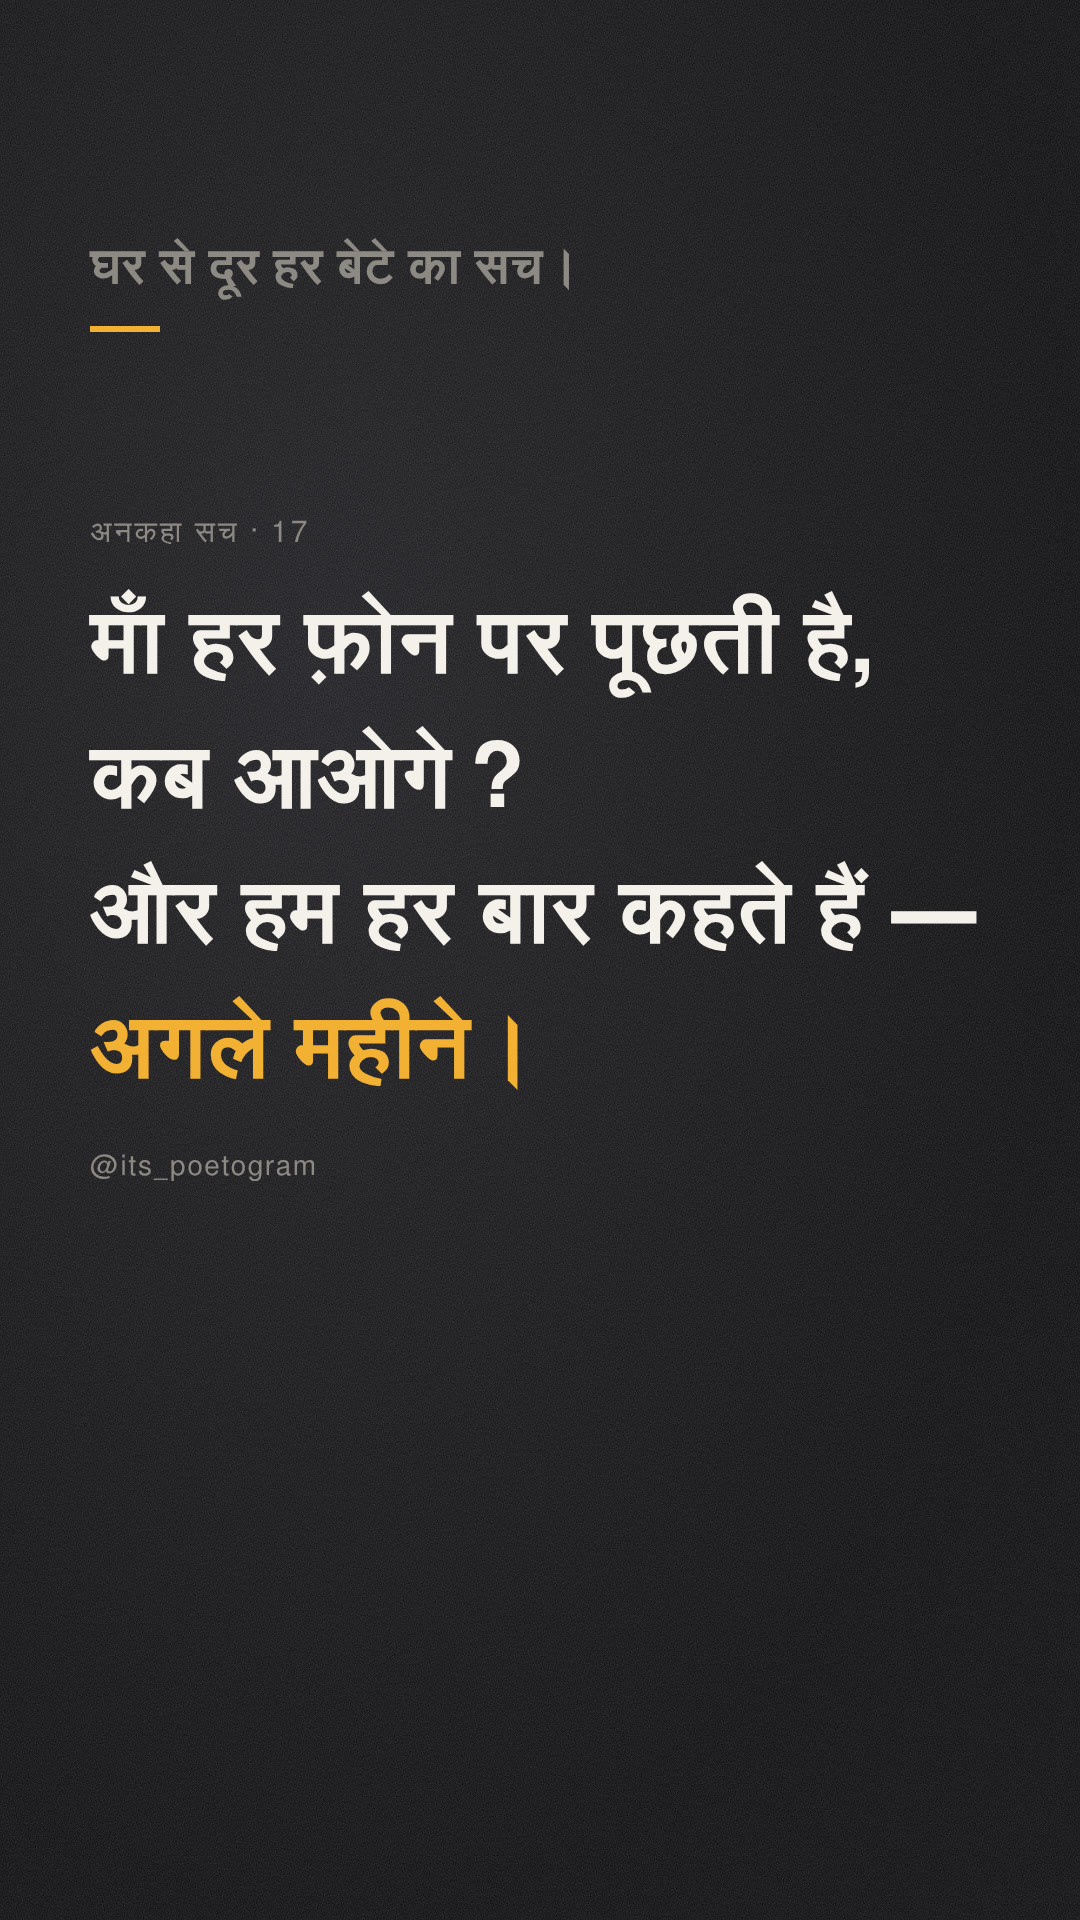 घर से दूर हर बेटे का सच।
अनकहा सच · 17
माँ हर फ़ोन पर पूछती है,
कब आओगे ?
और हम हर बार कहते हैं —
अगले महीने।
@its_poetogram